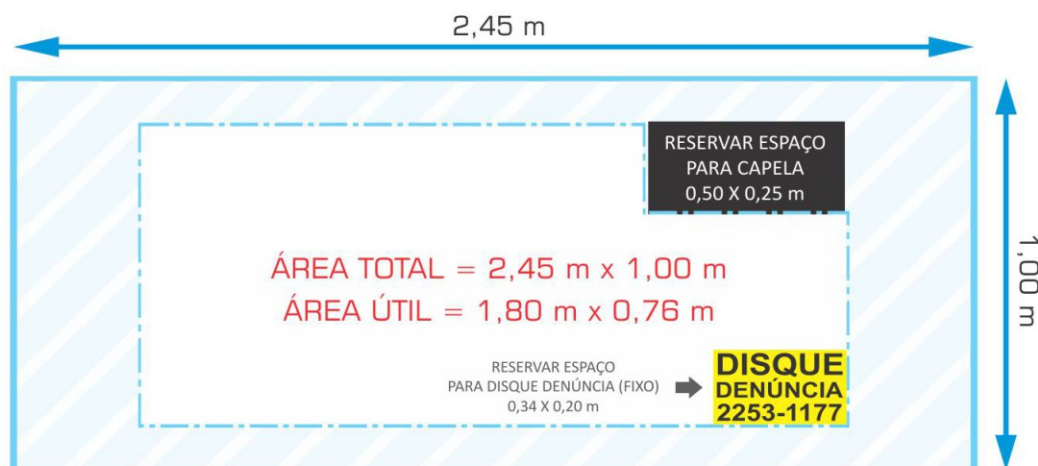 2,45 m
RESERVAR ESPAÇO
PARA CAPELA
0,50 X 0,25 m
1,00 m
ÁREA TOTAL = 2,45 m x 1,00 m
ÁREA ÚTIL = 1,80 m x 0,76 m
RESERVAR ESPAÇO
PARA DISQUE DENÚNCIA (FIXO)
0,34 X 0,20 m
DISQUE
DENÚNCIA
2253-1177